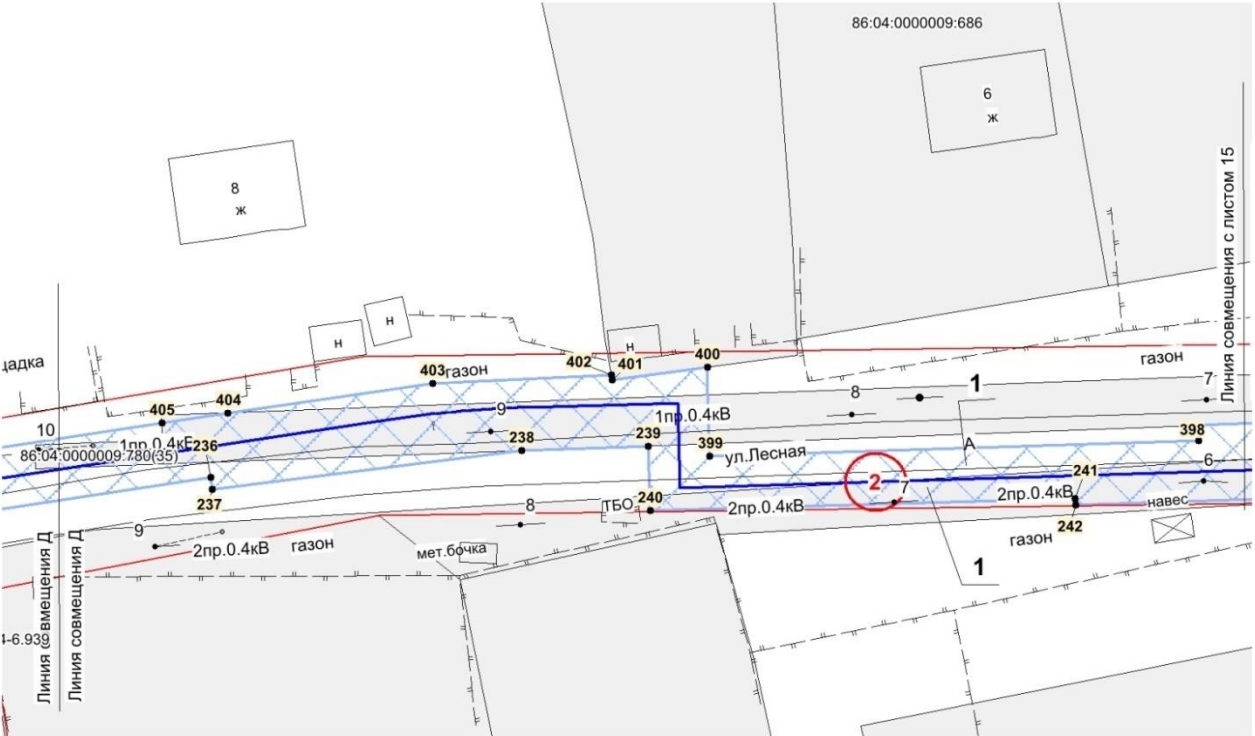 86:04:0000009:686
6
ж
8
ж
Линия совмещения с листом 15
н
н
н
402
401
400
403
газон
газон
404
405
9
8
1
7
10
1пр.0.4кВ
236
86:04:0000009:780(35)
1пр.0.4кВ
238
239
399
ул.Лесная
А
398
6
241
2
7
2пр.0.4кВ
237
240
ТБО
8
2пр.0.4кВ
навес
242
9
2пр.0.4кВ
газон
мет.бочка
газон
1
Линия совмещения Д
Линия совмещения Д
-6.939